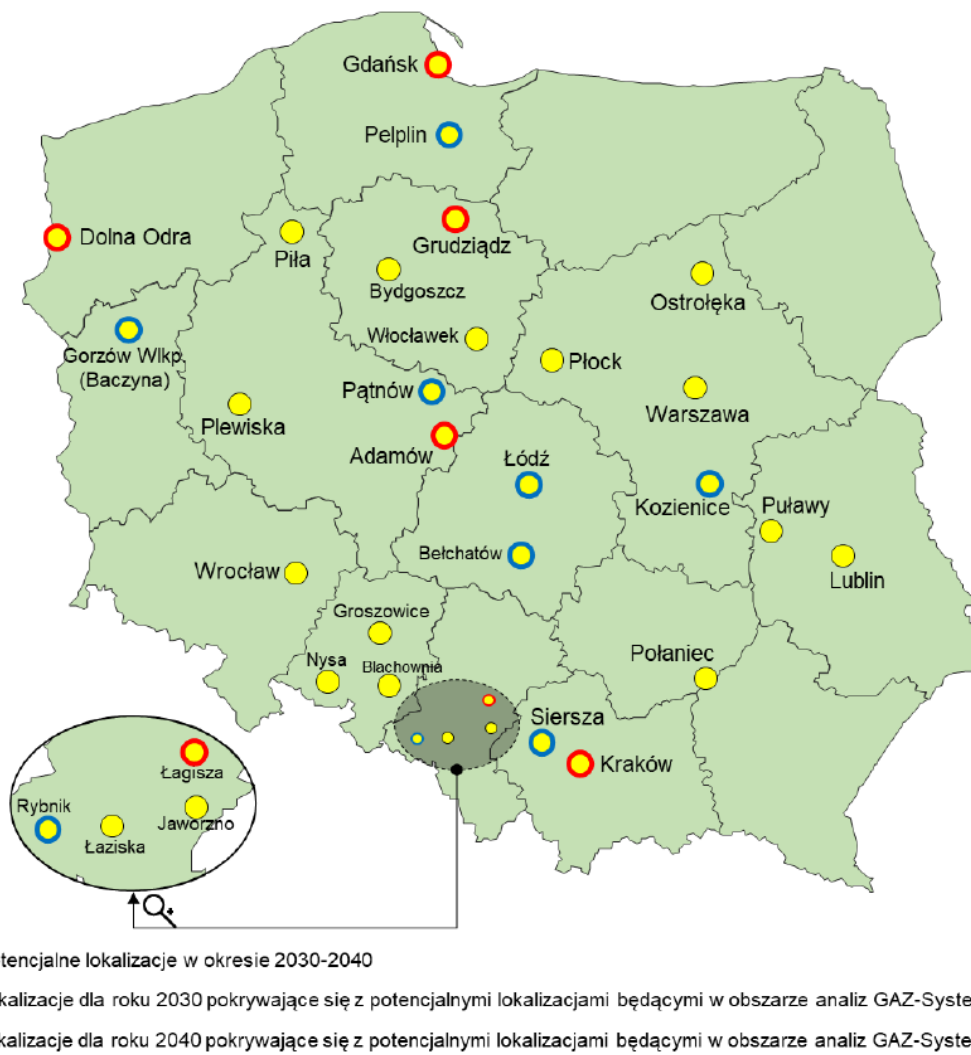 Gdańsk
Pelplin
Dolna Odra
Piła
Grudziądz
Bydgoszcz
Ostrołęka
Włocławek
Gorzów Wlkp
(Baczyna)
Płock
Pątnów
Plewiska
Warszawa
Adamów
Łódź
Kozienice
Puławy
Bełchatów
Lublin
Wrocław
Groszowice
Nysa
Blachownia
Połaniec
Siersza
Kraków
Łagisza
Rybnik
Jaworzno
Łaziska
tencjalne lokalizacje w okresie 2030-2040
kalizacje dla roku 2030 pokrywające się z potencjalnymi lokalizacjami będącymi w obszarze analiz GAZ-Syste
kalizacje dla roku 2040 pokrywające się z potencjalnymi lokalizacjami będącymi w obszarze analiz GAZ-Syste